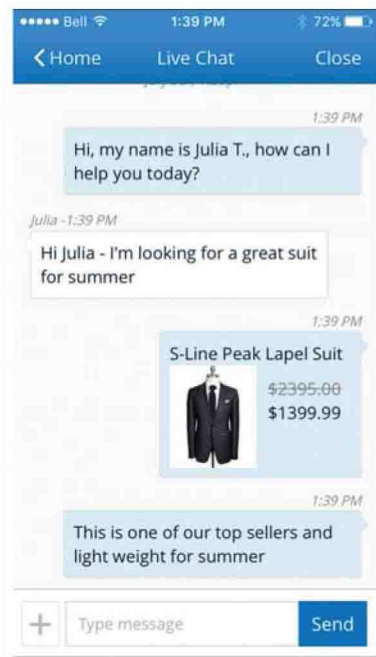 Bell 1:39 PM 72%
Home Live Chat Close
1:39 PM
Hi, my name is Julia T., how can I
help you today?
Julia -1:39 PM
Hi Julia - I'm looking for a great suit
for summer
1:39 PM
S-Line Peak Lapel Suit
$2395.00
$1399.99
1:39 PM
This is one of our top sellers and
light weight for summer
Type message Send